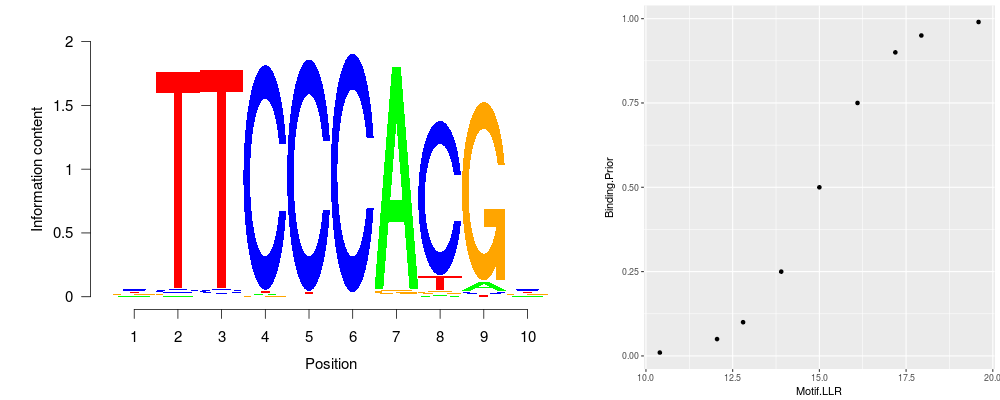 Information content
2
1.5
1
0.5
0
TTCCCACG
T A
1 2 3 4 5 6 7 8 9 10
Position
Binding.Prior
1.00
0.75
0.50
0.25
0.00
10.0 12.5 15.0 17.5 20.0
Motif.LLR